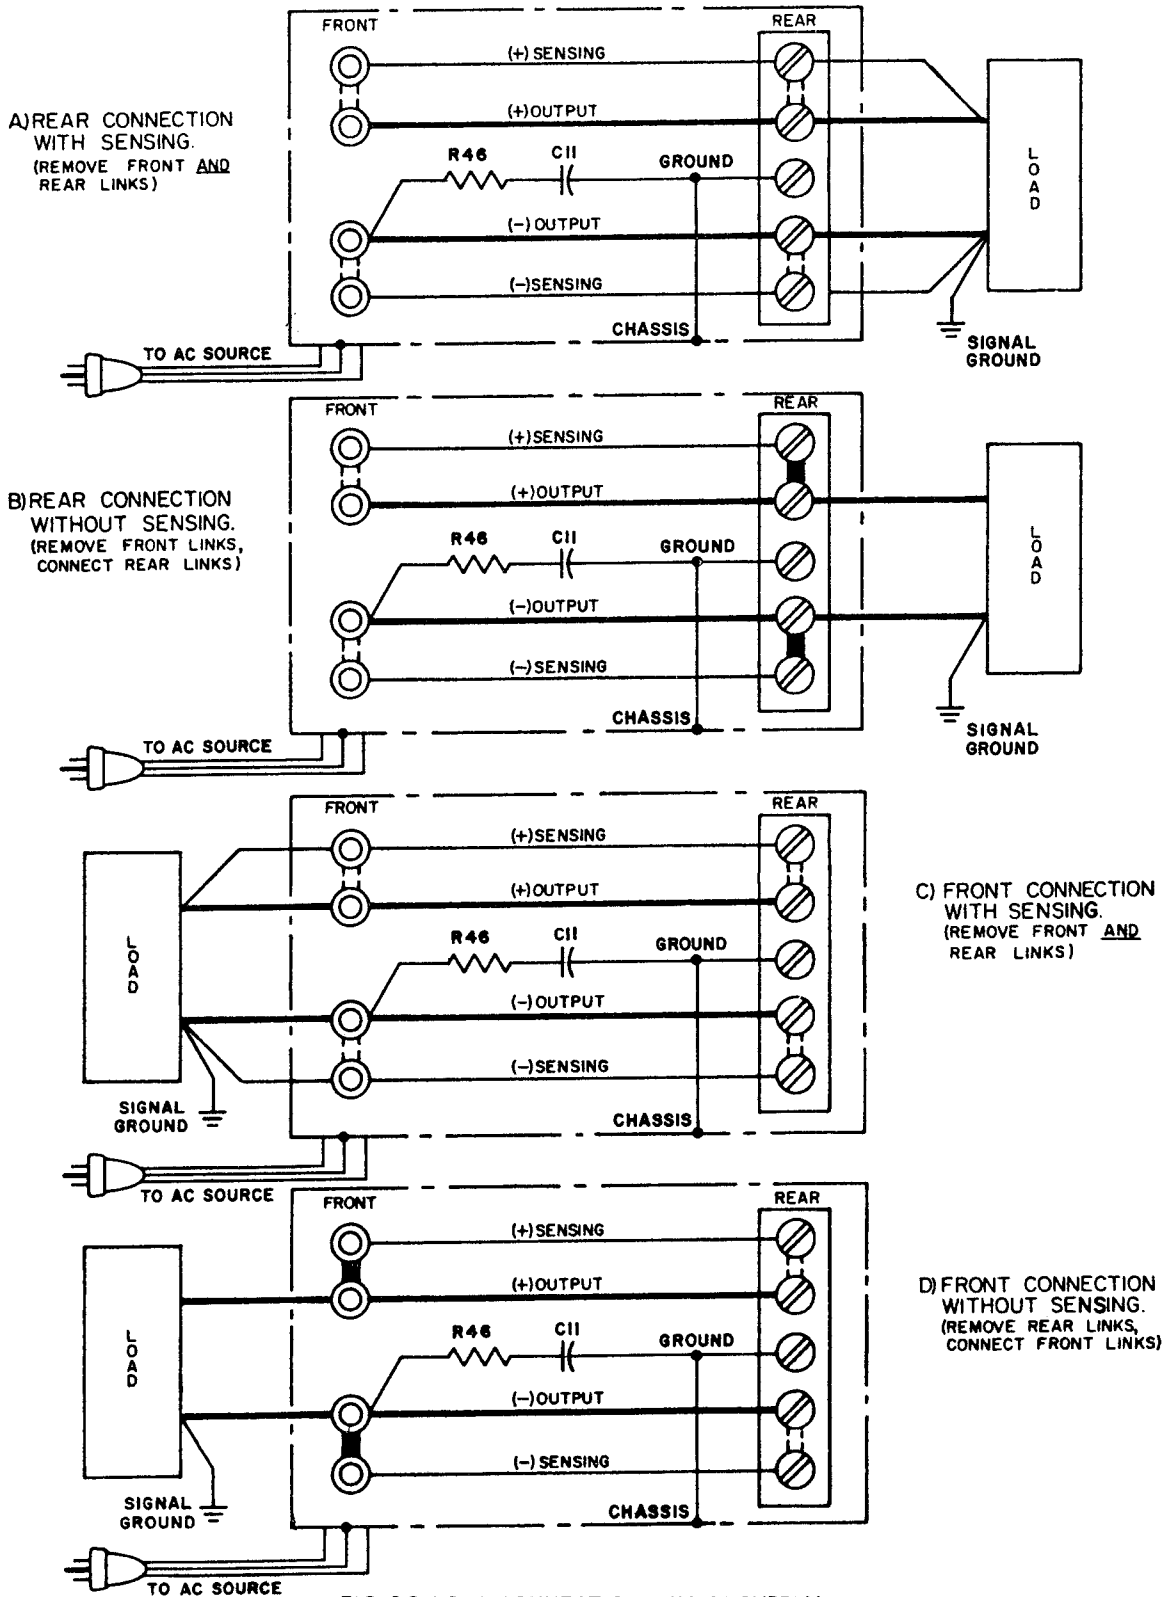 FRONT
REAR
(+) SENSING
A) REAR CONNECTION
WITH SENSING.
(REMOVE FRONT AND
REAR LINKS)
(+) OUTPUT
R46
C11
GROUND
LOAD
(-) OUTPUT
(-) SENSING
CHASSIS
SIGNAL
GROUND
TO AC SOURCE
FRONT
REAR
(+) SENSING
B) REAR CONNECTION
WITHOUT SENSING.
(REMOVE FRONT LINKS,
CONNECT REAR LINKS)
(+) OUTPUT
R46
C11
GROUND
LOAD
(-) OUTPUT
(-) SENSING
CHASSIS
SIGNAL
GROUND
TO AC SOURCE
FRONT
REAR
(+) SENSING
C) FRONT CONNECTION
WITH SENSING.
(REMOVE FRONT AND
REAR LINKS)
(+) OUTPUT
R46
C11
GROUND
LOAD
(-) OUTPUT
(-) SENSING
SIGNAL
GROUND
CHASSIS
TO AC SOURCE
FRONT
REAR
(+) SENSING
D) FRONT CONNECTION
WITHOUT SENSING.
(REMOVE REAR LINKS,
CONNECT FRONT LINKS)
(+) OUTPUT
R46
C11
GROUND
LOAD
(-) OUTPUT
(-) SENSING
SIGNAL
GROUND
CHASSIS
TO AC SOURCE